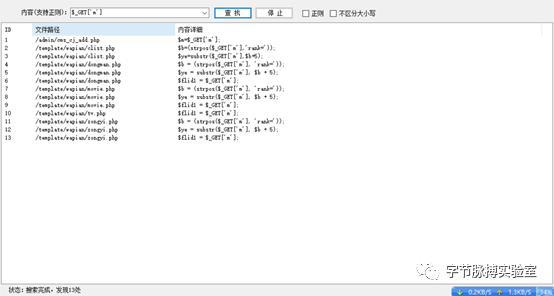 内容(支持正则): $_GET['m'] 查 找 停 止 正则 不区分大小写
ID 文件路径 内容详细
1 /admin/cms_cj_add.php $m=$_GET['m'];
2 /template/wapian/clist.php $b=(strpos($_GET['m'],'rank='));
3 /template/wapian/clist.php $ye=substr($_GET['m'],$b+5);
4 /template/wapian/dongman.php $b = (strpos($_GET['m'], 'rank='));
5 /template/wapian/dongman.php $ye = substr($_GET['m'], $b + 5);
6 /template/wapian/dongman.php $flid1 = $_GET['m'];
7 /template/wapian/movie.php $b = (strpos($_GET['m'], 'rank='));
8 /template/wapian/movie.php $ye = substr($_GET['m'], $b + 5);
9 /template/wapian/movie.php $flid1 = $_GET['m'];
10 /template/wapian/tv.php $flid1 = $_GET['m'];
11 /template/wapian/zongyi.php $b = (strpos($_GET['m'], 'rank='));
12 /template/wapian/zongyi.php $ye = substr($_GET['m'], $b + 5);
13 /template/wapian/zongyi.php $flid1 = $_GET['m'];
字节脉搏实验室
状态：搜索完成，发现13处
0.2KB/S 1.3KB/S 74%